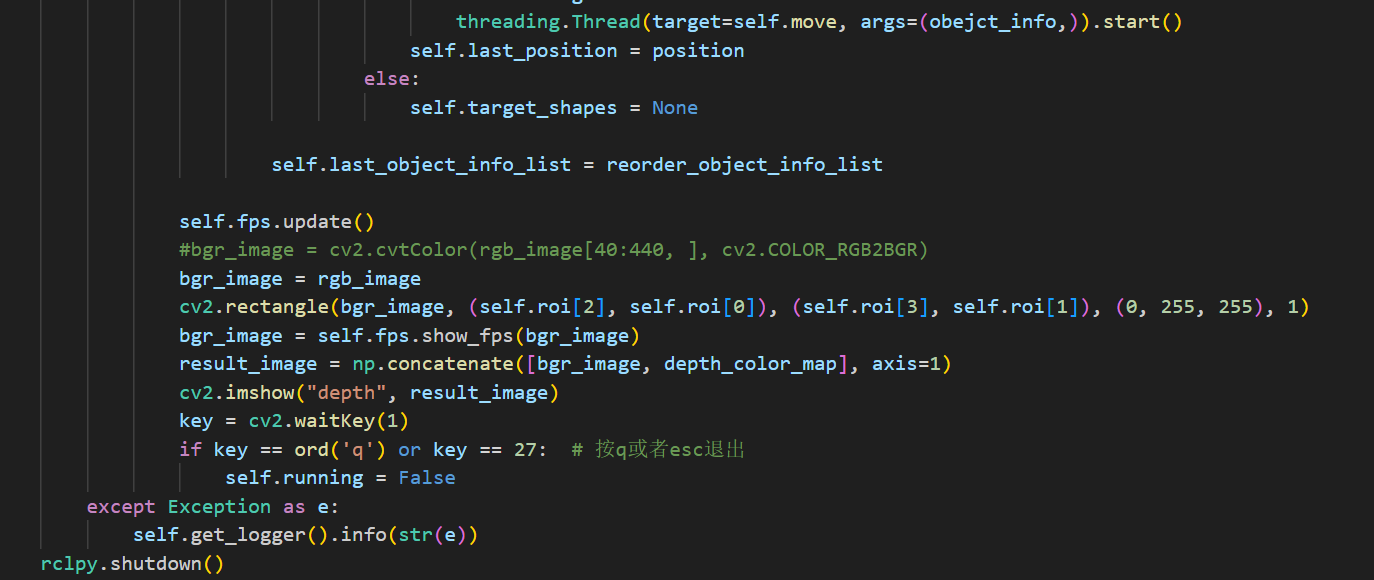 threading.Thread(target=self.move, args=(obejct_info,)).start()
self.last_position = position
else:
self.target_shapes = None
self.last_object_info_list = reorder_object_info_list
self.fps.update()
#bgr_image = cv2.cvtColor(rgb_image[40:440, ], cv2.COLOR_RGB2BGR)
bgr_image = rgb_image
cv2.rectangle(bgr_image, (self.roi[2], self.roi[0]), (self.roi[3], self.roi[1]), (0, 255, 255), 1)
bgr_image = self.fps.show_fps(bgr_image)
result_image = np.concatenate([bgr_image, depth_color_map], axis=1)
cv2.imshow("depth", result_image)
key = cv2.waitKey(1)
if key == ord('q') or key == 27:  # 按q或者esc退出
self.running = False
except Exception as e:
self.get_logger().info(str(e))
rclpy.shutdown()